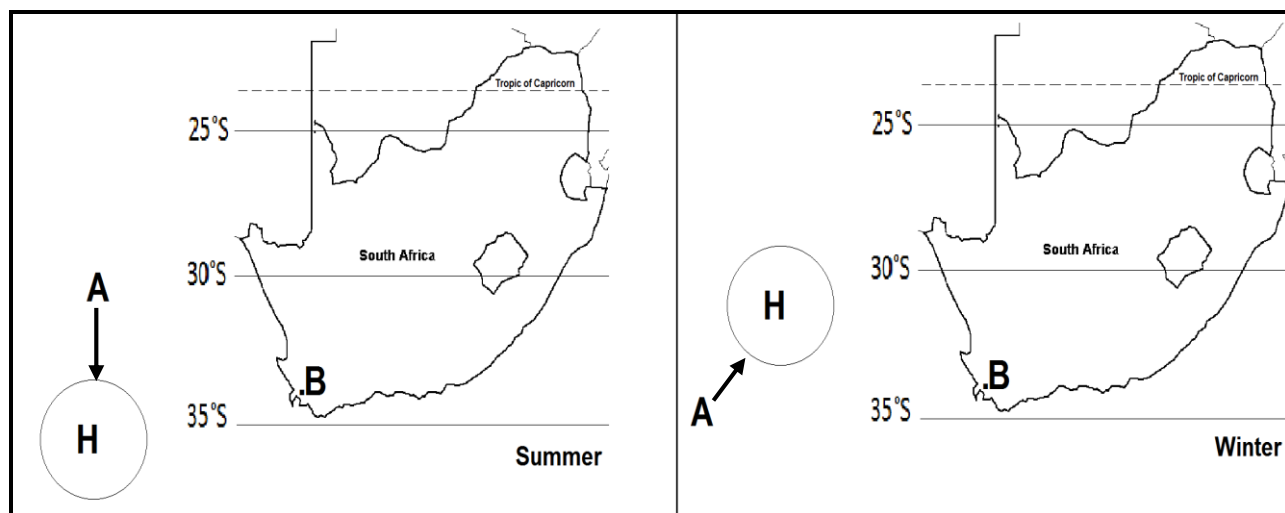 Tropic of Capricorn
25°S
South Africa
30°S
A
.B
35°S
H
Summer
Tropic of Capricorn
25°S
South Africa
30°S
H
.B
A
35°S
Winter